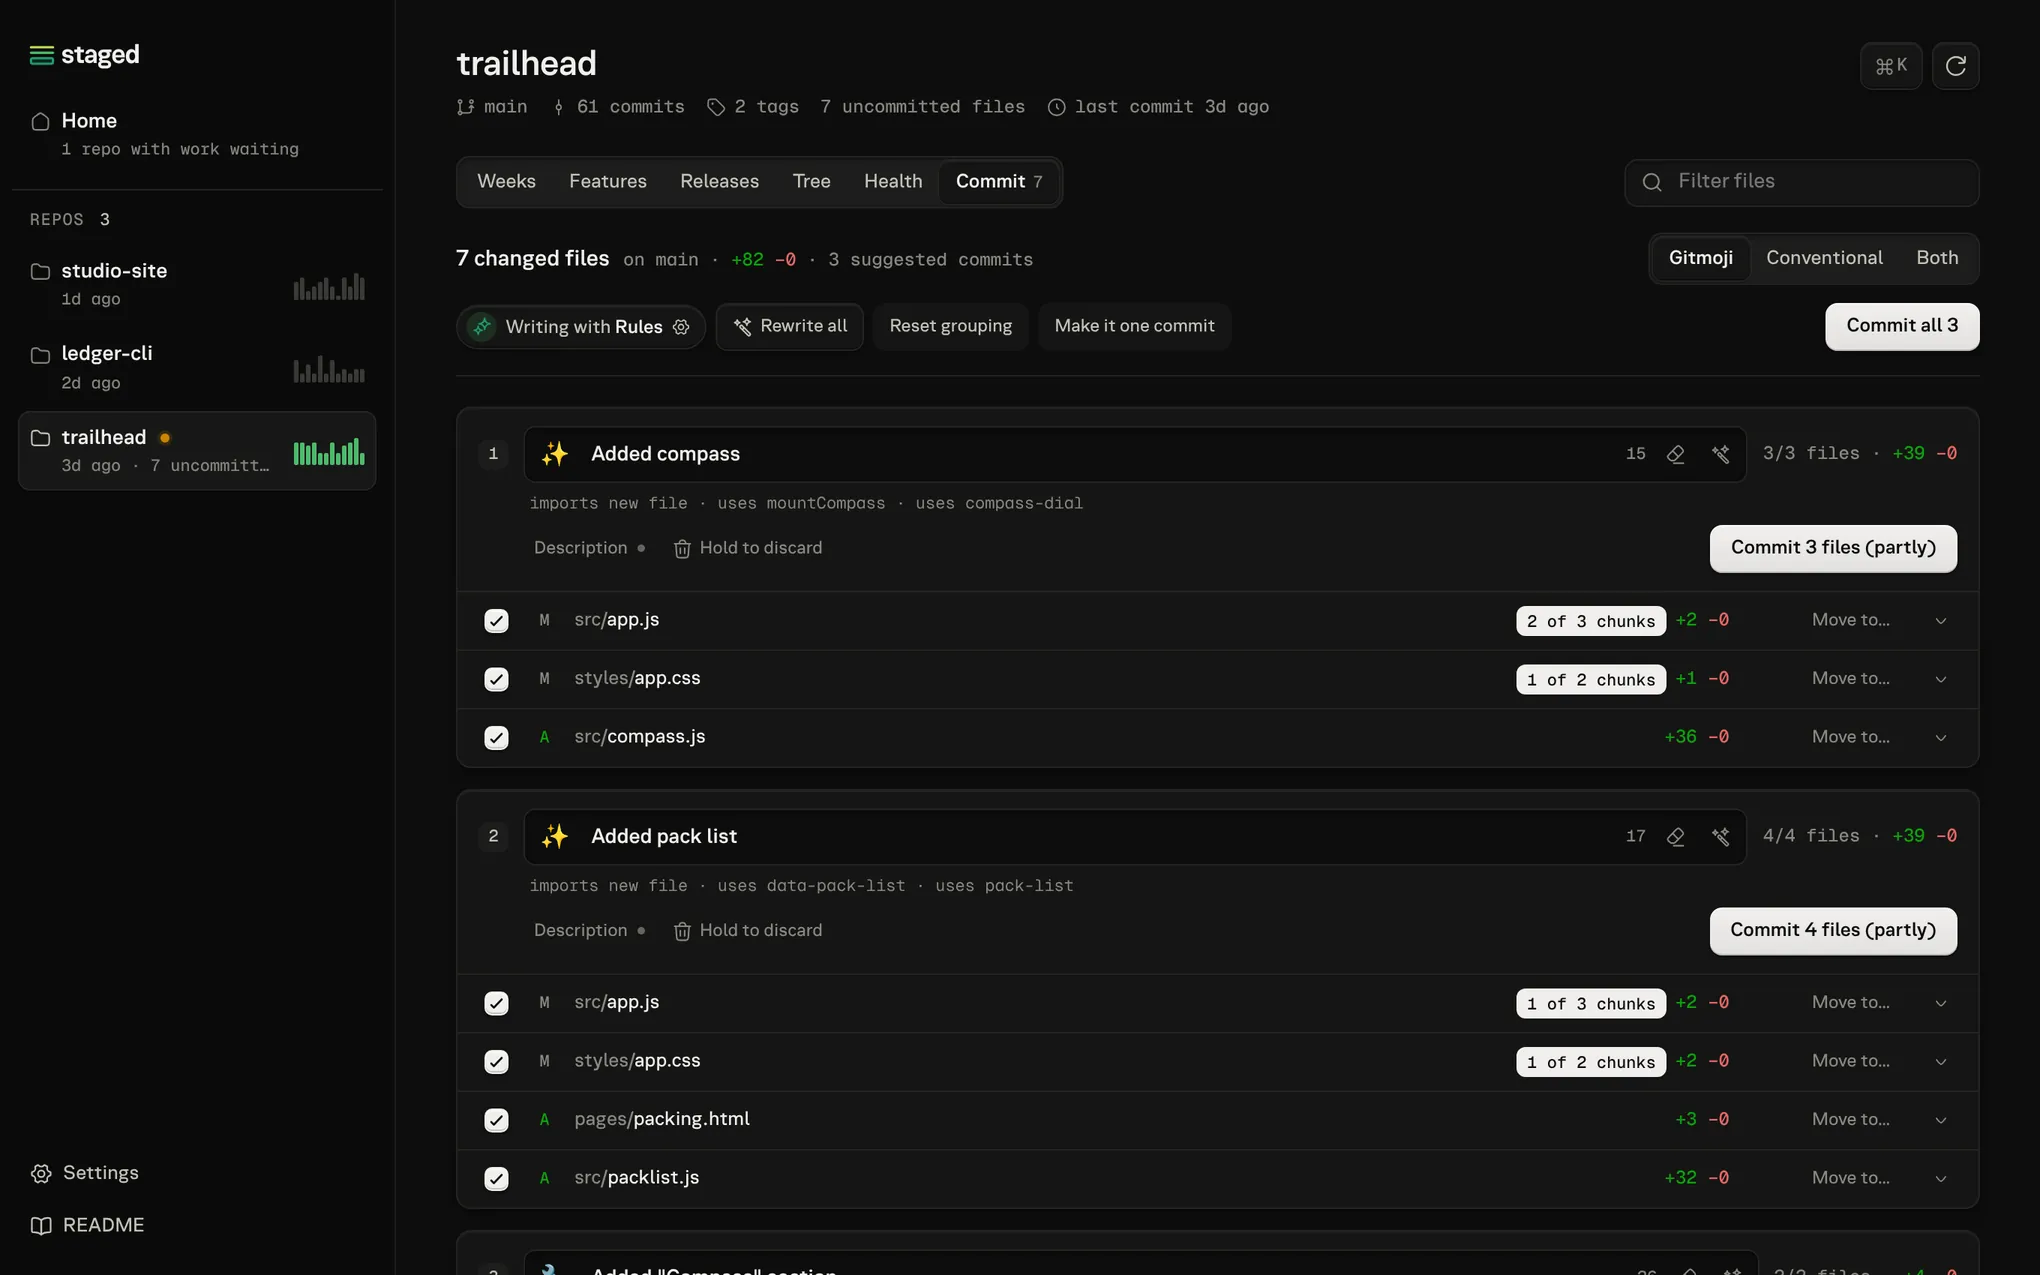 staged
Home
1 repo with work waiting
REPOS 3
studio-site
1d ago
ledger-cli
2d ago
trailhead
3d ago · 7 uncommitt…
Settings
README
trailhead
⌘K
main 61 commits 2 tags 7 uncommitted files last commit 3d ago
Weeks Features Releases Tree Health Commit 7
Filter files
7 changed files on main · +82 −0 · 3 suggested commits
Gitmoji Conventional Both
Writing with Rules Rewrite all Reset grouping Make it one commit
Commit all 3
1 ✨ Added compass 15 3/3 files · +39 −0
imports new file · uses mountCompass · uses compass-dial
Description • Hold to discard
Commit 3 files (partly)
M src/app.js 2 of 3 chunks +2 −0 Move to…
M styles/app.css 1 of 2 chunks +1 −0 Move to…
A src/compass.js +36 −0 Move to…
2 ✨ Added pack list 17 4/4 files · +39 −0
imports new file · uses data-pack-list · uses pack-list
Description • Hold to discard
Commit 4 files (partly)
M src/app.js 1 of 3 chunks +2 −0 Move to…
M styles/app.css 1 of 2 chunks +2 −0 Move to…
A pages/packing.html +3 −0 Move to…
A src/packlist.js +32 −0 Move to…
Added "Compass" section